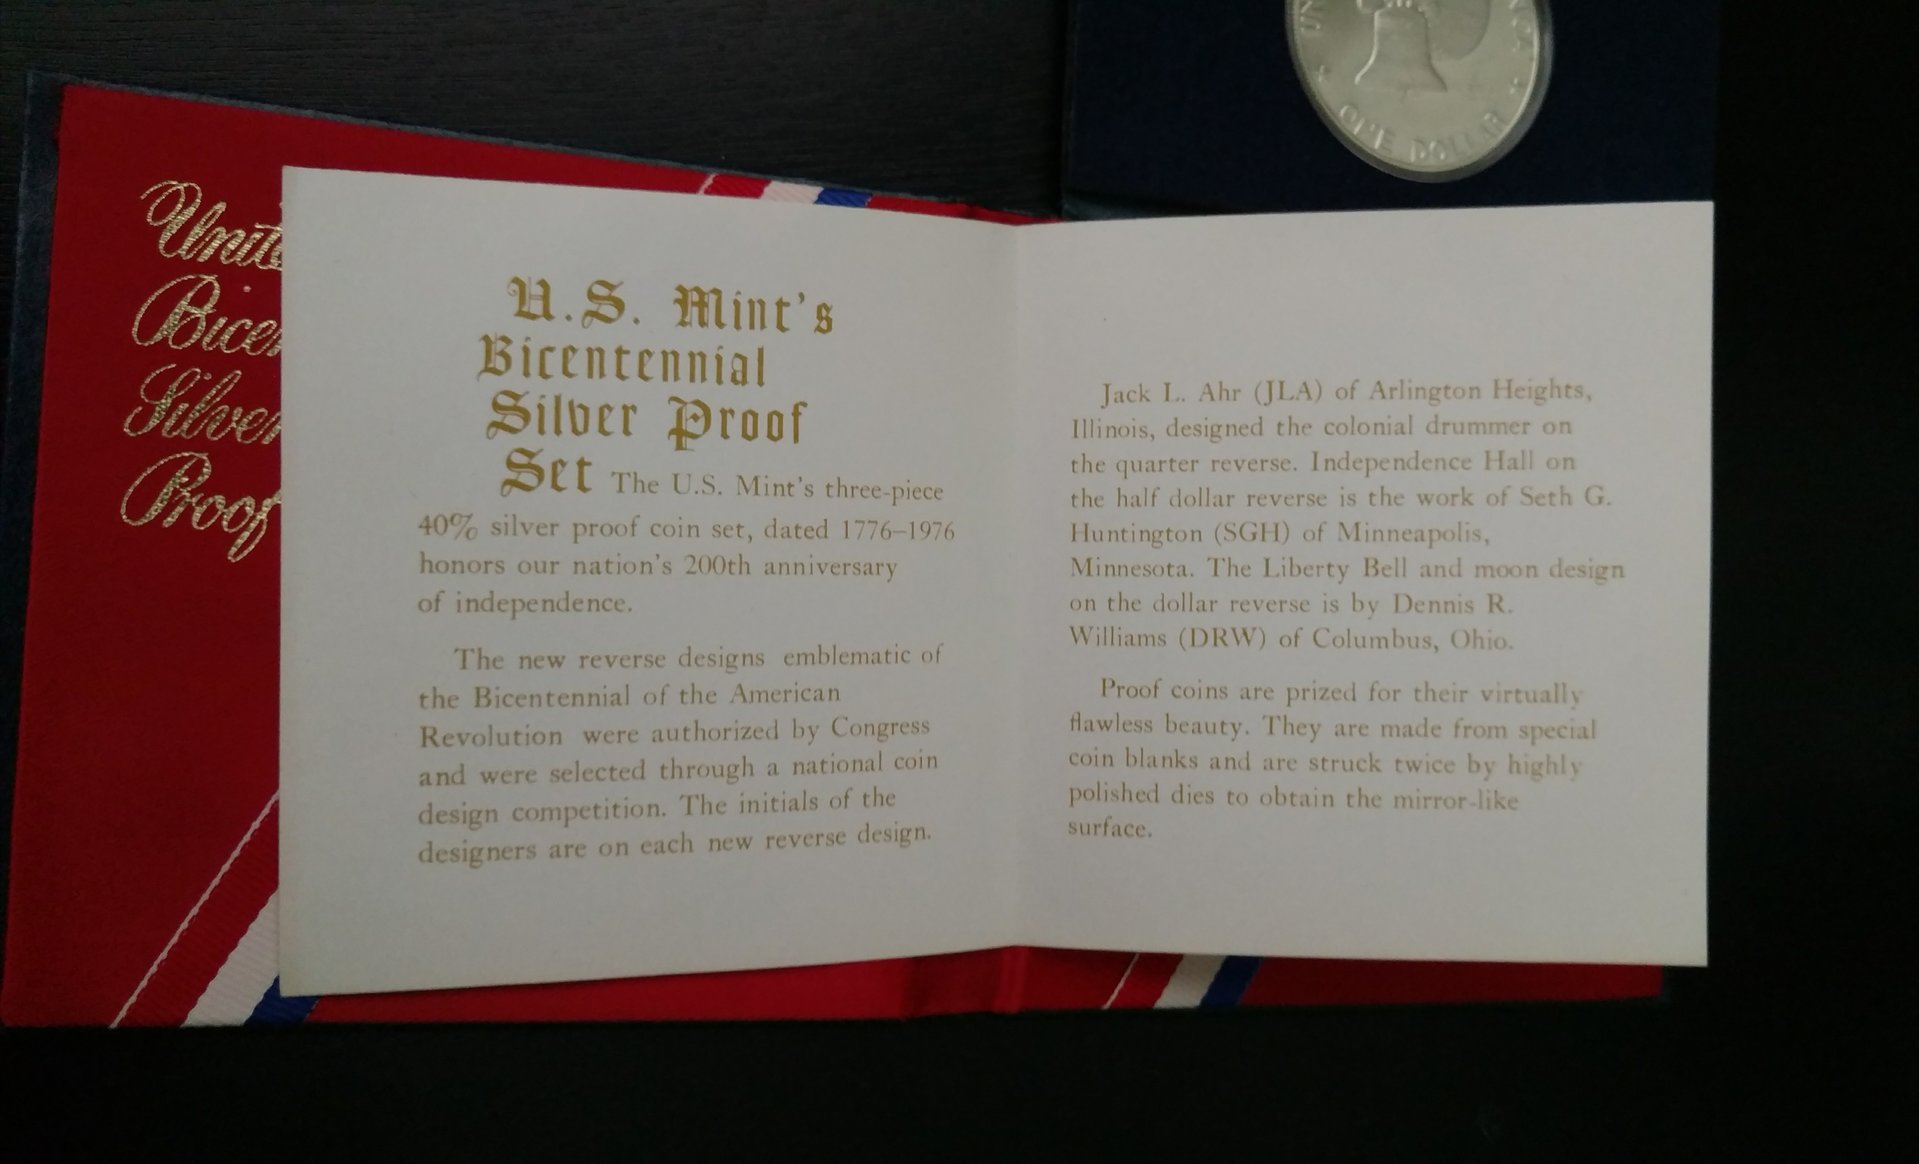 U.S. Mint's
Bicentennial
Silver Proof
Set The U.S. Mint's three-piece
40% silver proof coin set, dated 1776–1976
honors our nation's 200th anniversary
of independence.
The new reverse designs emblematic of
the Bicentennial of the American
Revolution were authorized by Congress
and were selected through a national coin
design competition. The initials of the
designers are on each new reverse design.
Jack L. Ahr (JLA) of Arlington Heights,
Illinois, designed the colonial drummer on
the quarter reverse. Independence Hall on
the half dollar reverse is the work of Seth G.
Huntington (SGH) of Minneapolis,
Minnesota. The Liberty Bell and moon design
on the dollar reverse is by Dennis R.
Williams (DRW) of Columbus, Ohio.
Proof coins are prized for their virtually
flawless beauty. They are made from special
coin blanks and are struck twice by highly
polished dies to obtain the mirror-like
surface.
Silver
Proof
ONE DOLLAR